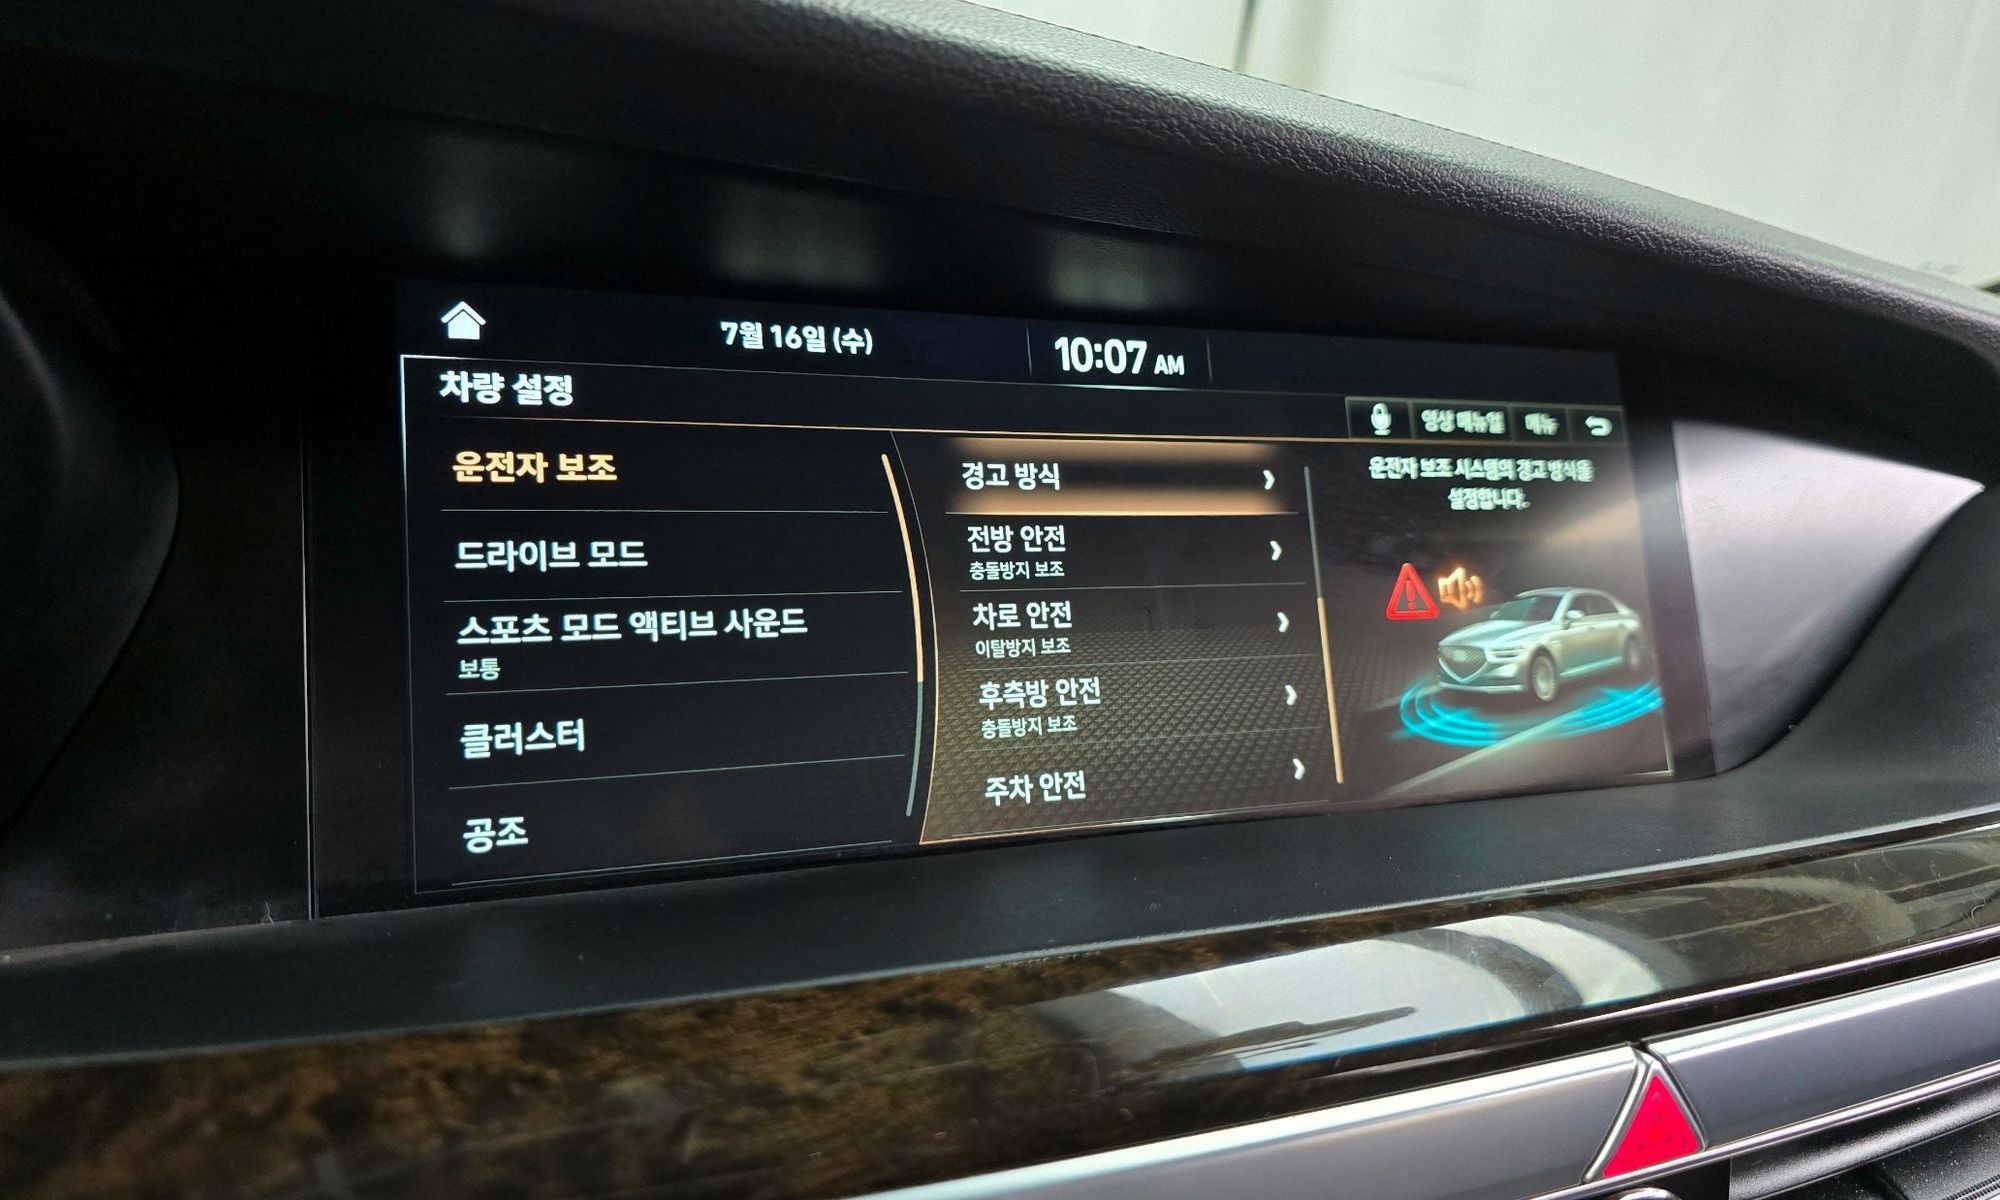 7월 16일 (수)
10:07 AM
차량 설정
영상 매뉴얼
메뉴
운전자 보조
드라이브 모드
스포츠 모드 액티브 사운드
보통
클러스터
공조
경고 방식
전방 안전
충돌방지 보조
차로 안전
이탈방지 보조
후측방 안전
충돌방지 보조
주차 안전
운전자 보조 시스템의 경고 방식을
설정합니다.